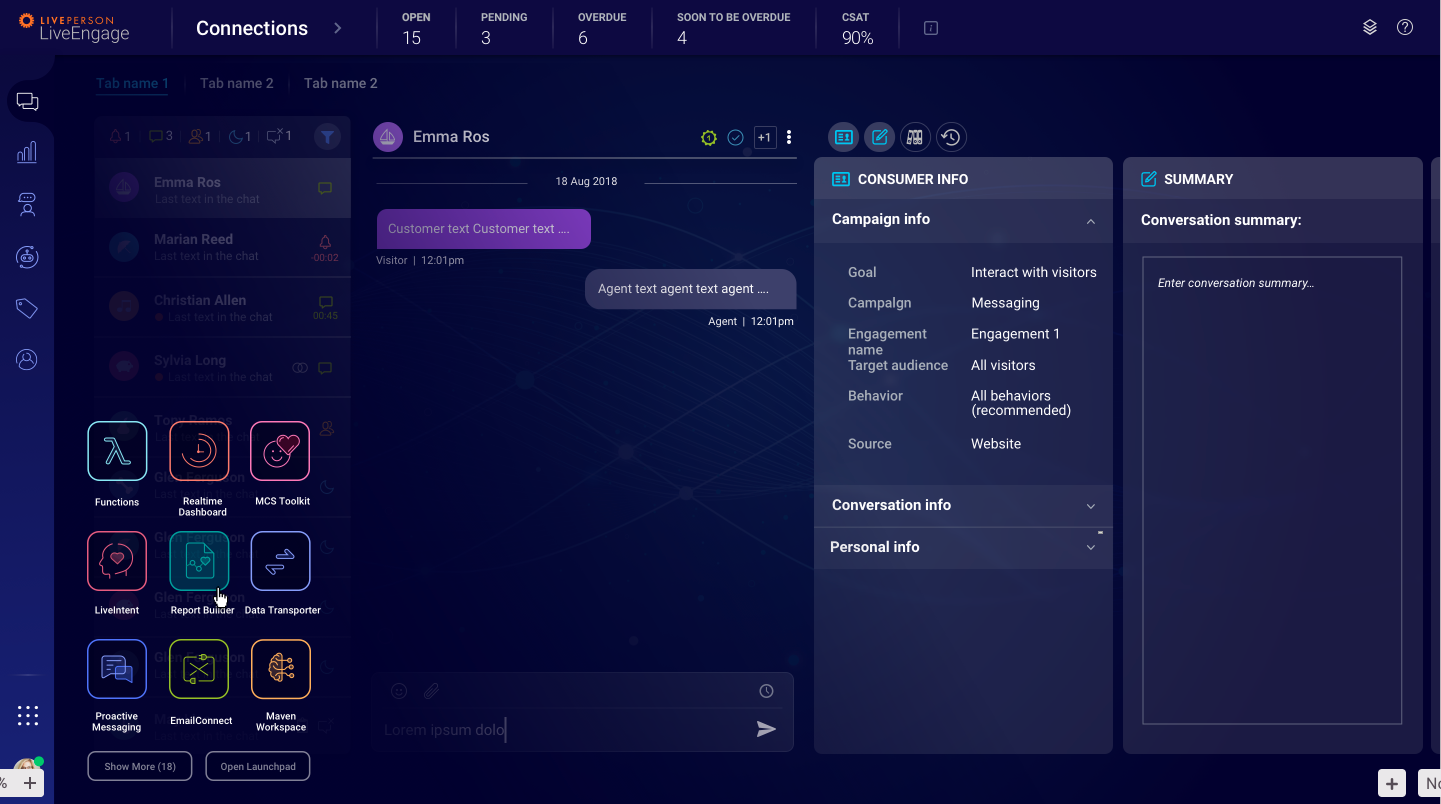 LIVEPERSON
LiveEngage
Connections
OPEN
15
PENDING
3
OVERDUE
6
SOON TO BE OVERDUE
4
CSAT
90%
Tab name 1
Tab name 2
Tab name 2
1
3
1
1
1
Emma Ros
Last text in the chat
Marian Reed
Last text in the chat
-00:02
Christian Allen
Last text in the chat
00:45
Sylvia Long
Last text in the chat
Tony Ramos
Glen Ferguson
Glen Ferguson
Glen Ferguson
Glen Ferguson
Functions
Realtime
Dashboard
MCS Toolkit
LiveIntent
Report Builder
Data Transporter
Proactive
Messaging
EmailConnect
Maven
Workspace
Show More (18)
Open Launchpad
%
Emma Ros
1
+1
18 Aug 2018
Customer text Customer text ....
Visitor | 12:01pm
Agent text agent text agent ....
Agent | 12:01pm
Lorem ipsum dolo
CONSUMER INFO
Campaign info
Goal
Interact with visitors
Campaign
Messaging
Engagement
name
Engagement 1
Target audience
All visitors
Behavior
All behaviors
(recommended)
Source
Website
Conversation info
Personal info
SUMMARY
Conversation summary:
Enter conversation summary...
No